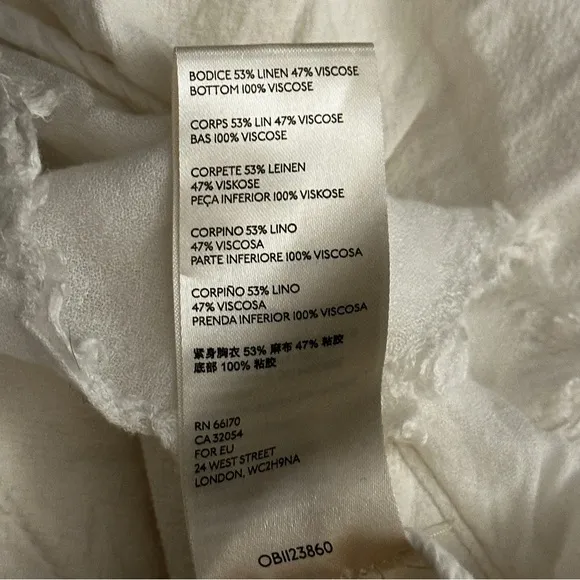 BODICE 53% LINEN 47% VISCOSE
BOTTOM 100% VISCOSE
CORPS 53% LIN 47% VISCOSE
BAS 100% VISCOSE
CORPETE 53% LEINEN
47% VISKOSE
PEÇA INFERIOR 100% VISKOSE
CORPINO 53% LINO
47% VISCOSA
PARTE INFERIORE 100% VISCOSA
CORPIÑO 53% LINO
47% VISCOSA
PRENDA INFERIOR 100% VISCOSA
紧身胸衣 53% 麻布 47% 粘胶
底部 100% 粘胶
RN 66170
CA 32054
FOR EU
24 WEST STREET
LONDON, WC2H9NA
OB1123860